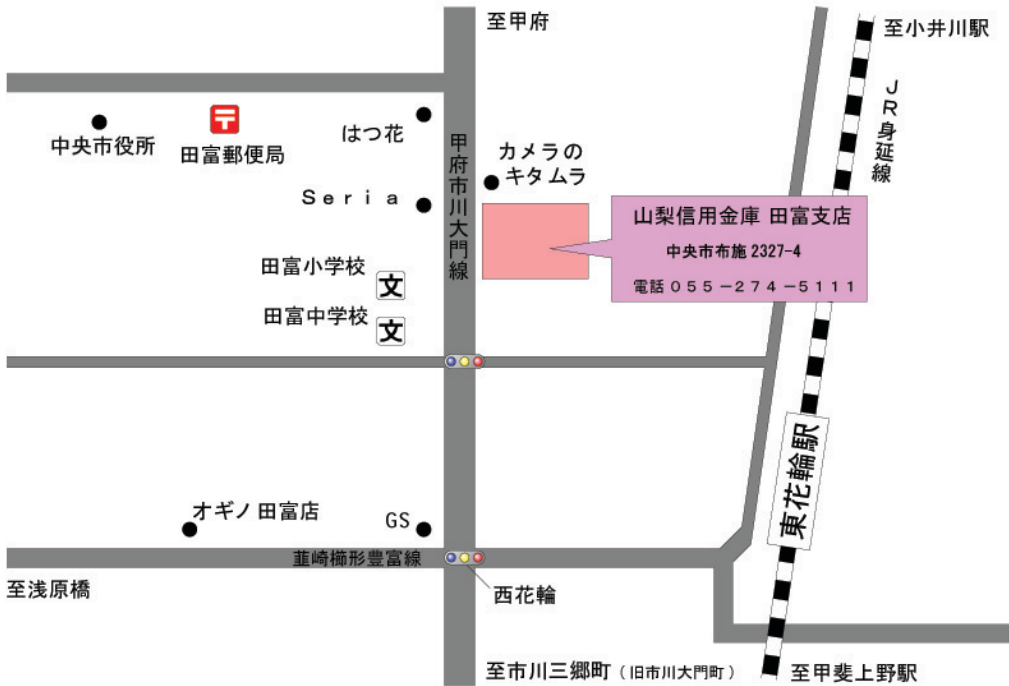 至甲府
至小井川駅
JR身延線
中央市役所
田富郵便局
はつ花
カメラの
キタムラ
Seria
甲府市川大門線
山梨信用金庫 田富支店
中央市布施 2327-4
電話 055-274-5111
田富小学校
文
田富中学校
文
東花輪駅
オギノ 田富店
GS
韮崎櫛形豊富線
至浅原橋
西花輪
至市川三郷町(旧市川大門町)
至甲斐上野駅